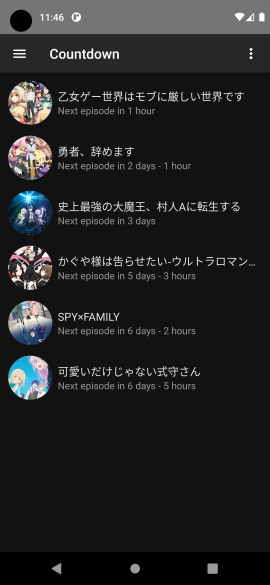 11:46
Countdown
乙女ゲー世界はモブに厳しい世界です
Next episode in 1 hour
勇者、辞めます
Next episode in 2 days - 1 hour
史上最強の大魔王、村人Aに転生する
Next episode in 3 days
かぐや様は告らせたい-ウルトラロマン…
Next episode in 5 days - 3 hours
SPY×FAMILY
Next episode in 6 days - 2 hours
可愛いだけじゃない式守さん
Next episode in 6 days - 5 hours